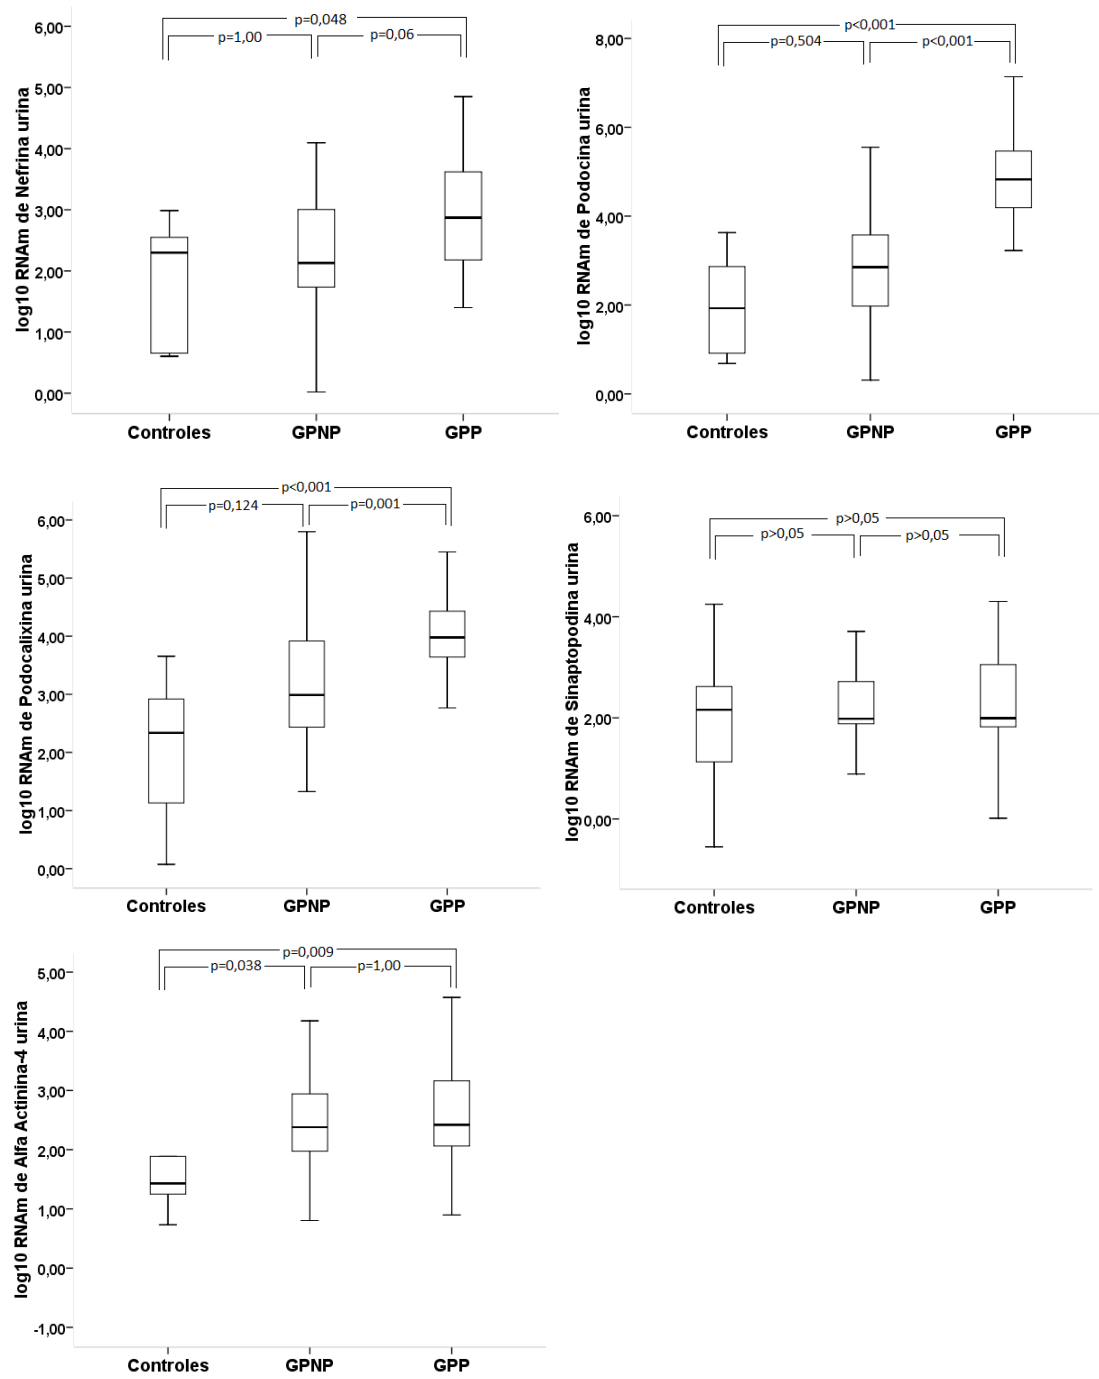 p=0,048
p=1,00
p=0,06
6,00
5,00
4,00
3,00
2,00
1,00
0,00
log10 RNAm de Nefrina urina
Controles
GPNP
GPP
p<0,001
p=0,504
p<0,001
8,00
6,00
4,00
2,00
0,00
log10 RNAm de Podocina urina
Controles
GPNP
GPP
p<0,001
p=0,124
p=0,001
6,00
5,00
4,00
3,00
2,00
1,00
0,00
log10 RNAm de Podocalixina urina
Controles
GPNP
GPP
p>0,05
p>0,05
p>0,05
6,00
4,00
2,00
0,00
log10 RNAm de Sinaptopodina urina
Controles
GPNP
GPP
p=0,009
p=0,038
p=1,00
5,00
4,00
3,00
2,00
1,00
0,00
-1,00
log10 RNAm de Alfa Actinina-4 urina
Controles
GPNP
GPP